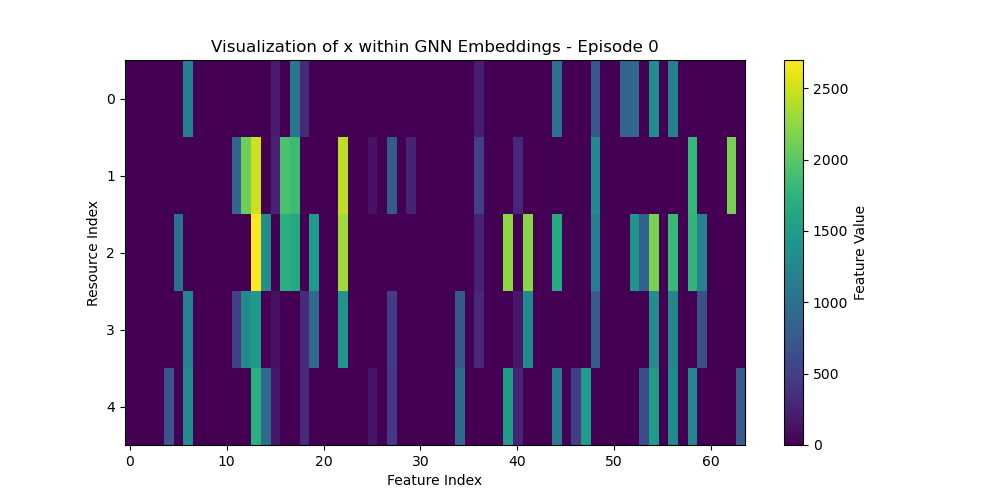 Visualization of x within GNN Embeddings - Episode 0
Resource Index
0
1
2
3
4
0 10 20 30 40 50 60
Feature Index
2500
2000
1500
1000
500
0
Feature Value